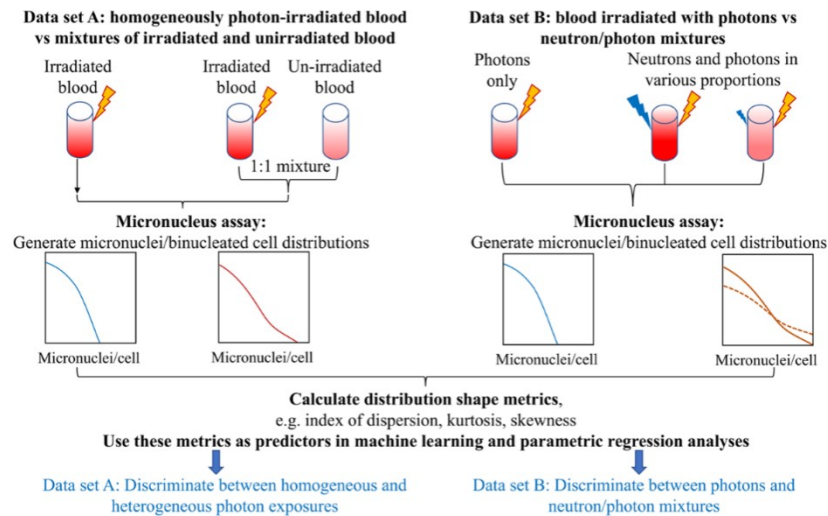 Data set A: homogeneously photon-irradiated blood
vs mixtures of irradiated and unirradiated blood
Irradiated
blood
Irradiated
blood
Un-irradiated
blood
1:1 mixture
Micronucleus assay:
Generate micronuclei/binucleated cell distributions
Micronuclei/cell
Micronuclei/cell
Data set B: blood irradiated with photons vs
neutron/photon mixtures
Photons
only
Neutrons and photons in
various proportions
Micronucleus assay:
Generate micronuclei/binucleated cell distributions
Micronuclei/cell
Micronuclei/cell
Calculate distribution shape metrics,
e.g. index of dispersion, kurtosis, skewness
Use these metrics as predictors in machine learning and parametric regression analyses
Data set A: Discriminate between homogeneous and
heterogeneous photon exposures
Data set B: Discriminate between photons and
neutron/photon mixtures